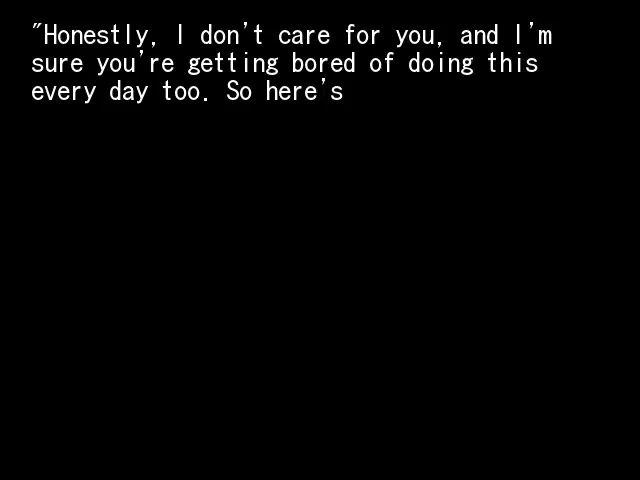 "Honestly, I don't care for you, and I'm
sure you're getting bored of doing this
every day too. So here's